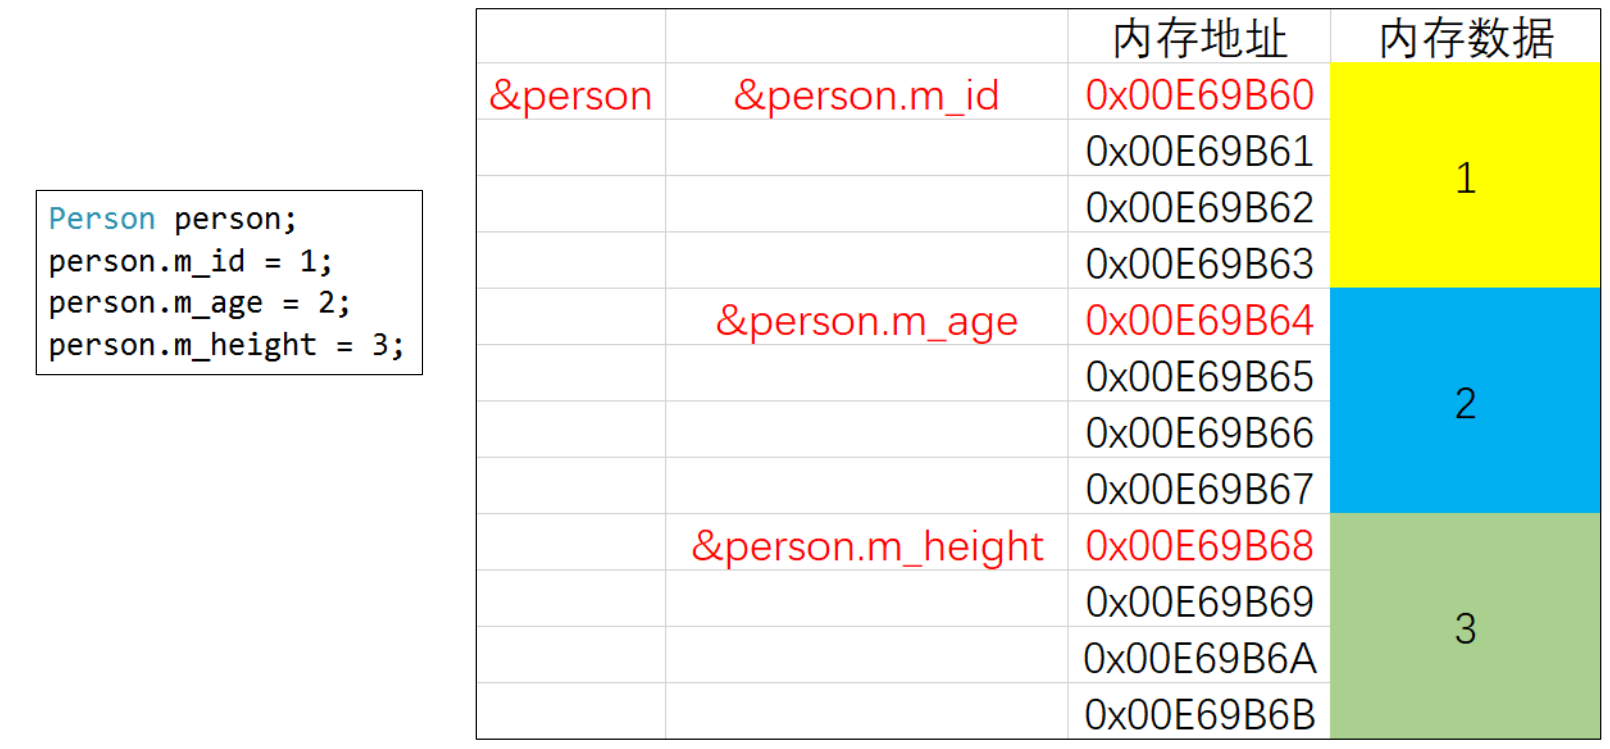 Person person;
person.m_id = 1;
person.m_age = 2;
person.m_height = 3;
内存地址 内存数据
&person &person.m_id 0x00E69B60
0x00E69B61
1
0x00E69B62
0x00E69B63
&person.m_age 0x00E69B64
0x00E69B65
2
0x00E69B66
0x00E69B67
&person.m_height 0x00E69B68
0x00E69B69
3
0x00E69B6A
0x00E69B6B